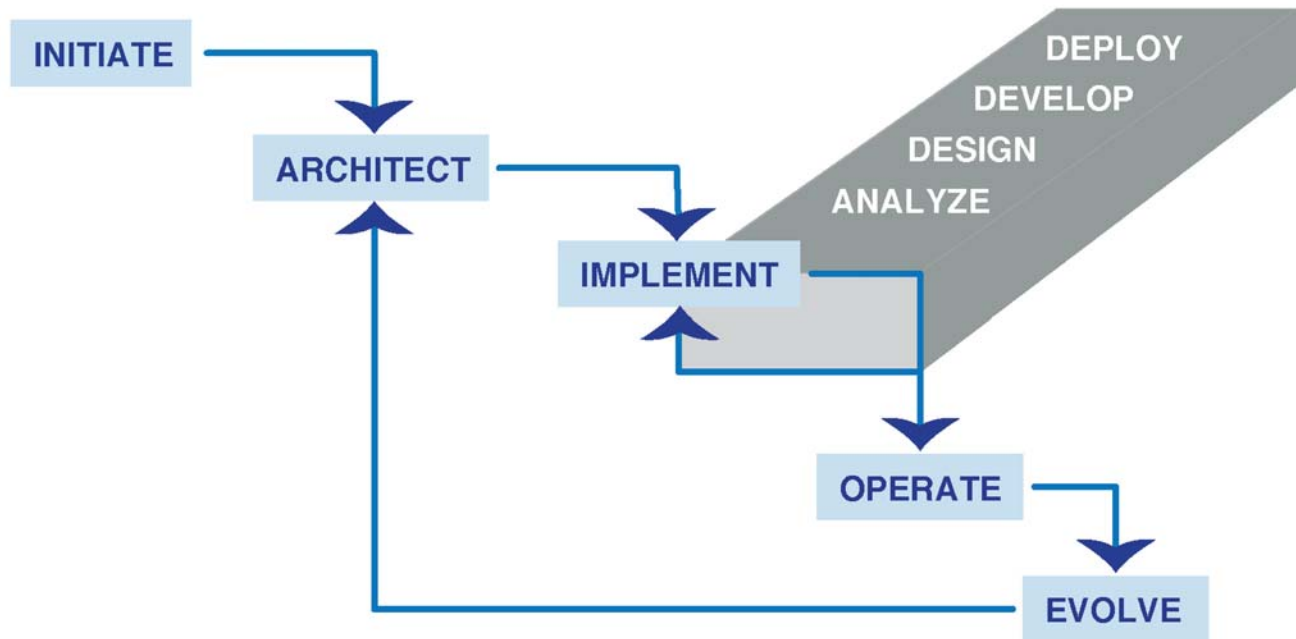 INITIATE
DEPLOY
DEVELOP
DESIGN
ARCHITECT
ANALYZE
IMPLEMENT
OPERATE
EVOLVE